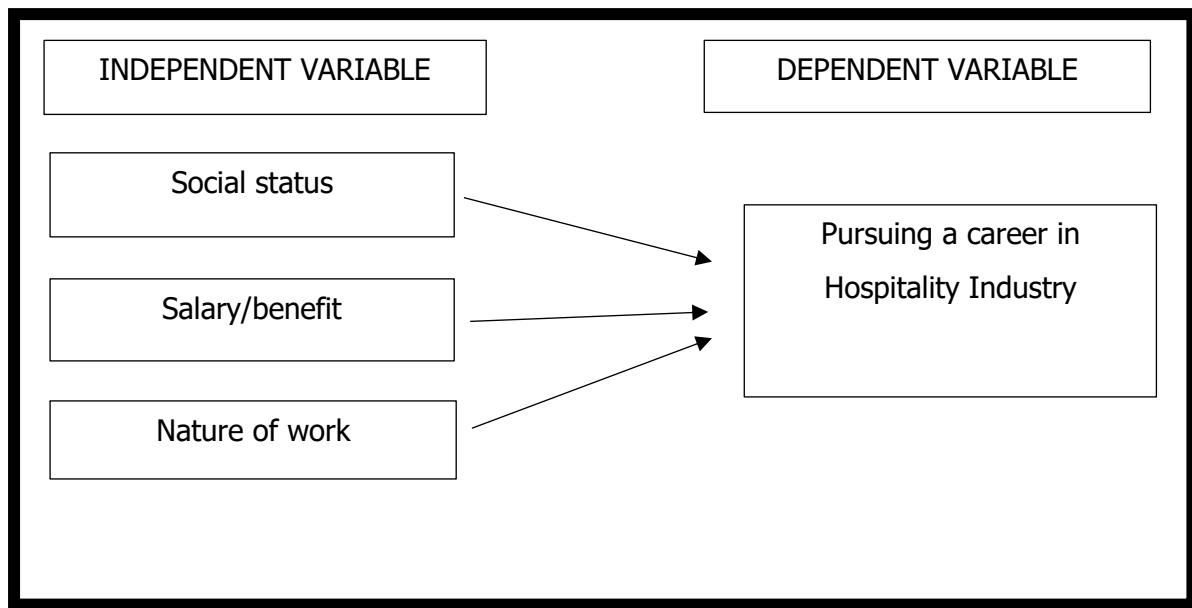 INDEPENDENT VARIABLE
DEPENDENT VARIABLE
Social status
Salary/benefit
Nature of work
Pursuing a career in
Hospitality Industry